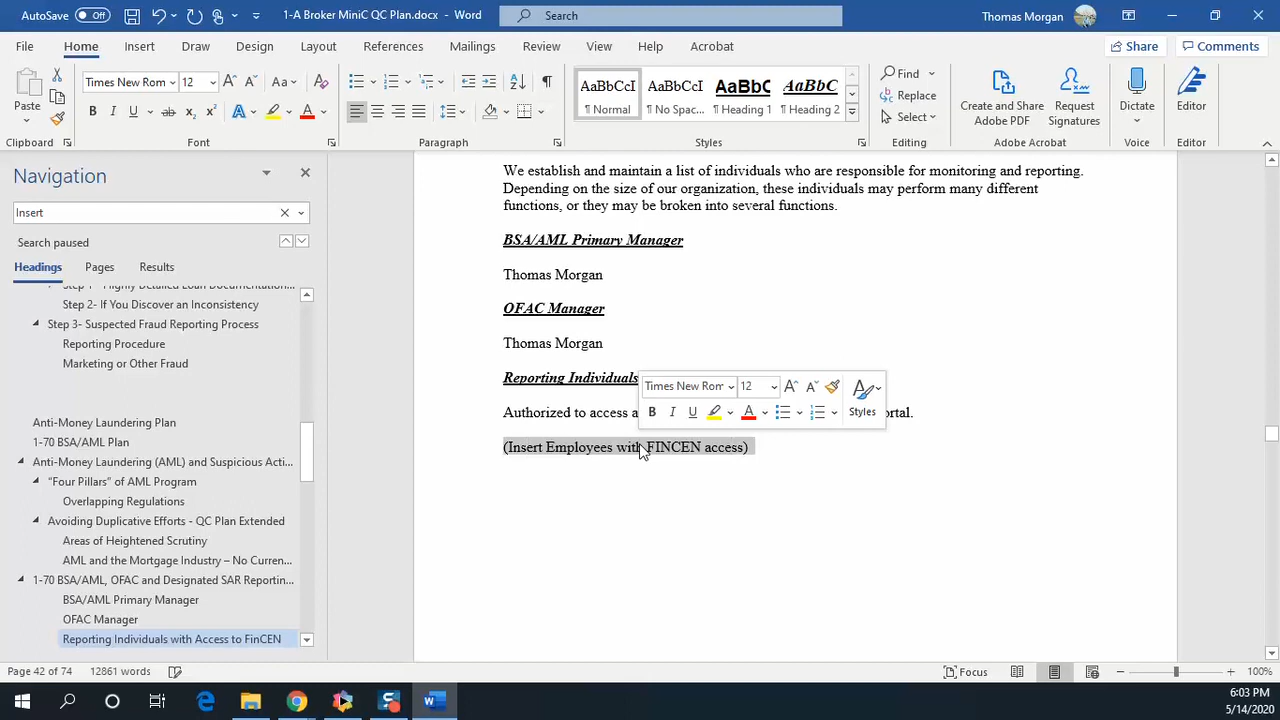 AutoSave Off 1-A Broker MiniC QC Plan.docx - Word Search Thomas Morgan
File Home Insert Draw Design Layout References Mailings Review View Help Acrobat Share Comments
Paste
Clipboard
Times New Rom 12 A A Aa A
B I U ab x₂ x² A A
Font
Paragraph
AaBbCcI AaBbCcI AaBbC AaBbC
¶ Normal ¶ No Spac... ¶ Heading 1 ¶ Heading 2
Styles
Find
Replace
Select
Editing
Create and Share
Adobe PDF
Request
Signatures
Adobe Acrobat
Dictate
Voice
Editor
Editor
Navigation
Insert
Search paused
Headings Pages Results
Step 2- If You Discover an Inconsistency
Step 3- Suspected Fraud Reporting Process
Reporting Procedure
Marketing or Other Fraud
Anti-Money Laundering Plan
1-70 BSA/AML Plan
Anti-Money Laundering (AML) and Suspicious Acti...
“Four Pillars” of AML Program
Overlapping Regulations
Avoiding Duplicative Efforts - QC Plan Extended
Areas of Heightened Scrutiny
AML and the Mortgage Industry – No Curren...
1-70 BSA/AML, OFAC and Designated SAR Reportin...
BSA/AML Primary Manager
OFAC Manager
Reporting Individuals with Access to FinCEN
We establish and maintain a list of individuals who are responsible for monitoring and reporting.
Depending on the size of our organization, these individuals may perform many different
functions, or they may be broken into several functions.
BSA/AML Primary Manager
Thomas Morgan
OFAC Manager
Thomas Morgan
Reporting Individuals
Times New Rom 12 A A
B I U A Styles
Authorized to access a ortal.
(Insert Employees with FINCEN access)
Page 42 of 74 12861 words Focus 100%
6:03 PM
5/14/2020